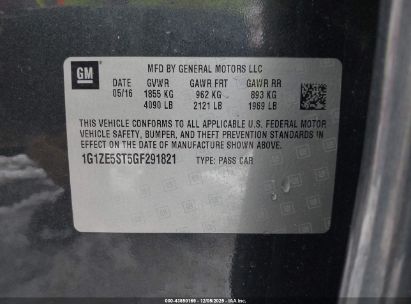 GM
MFD BY GENERAL MOTORS LLC
DATE GVWR GAWR FRT GAWR RR
05/16 1855 KG 962 KG 893 KG
4090 LB 2121 LB 1969 LB
THIS VEHICLE CONFORMS TO ALL APPLICABLE U.S. FEDERAL MOTOR
VEHICLE SAFETY, BUMPER, AND THEFT PREVENTION STANDARDS IN
EFFECT ON THE DATE OF MANUFACTURE SHOWN ABOVE.
1G1ZE5ST5GF291821 TYPE: PASS CAR